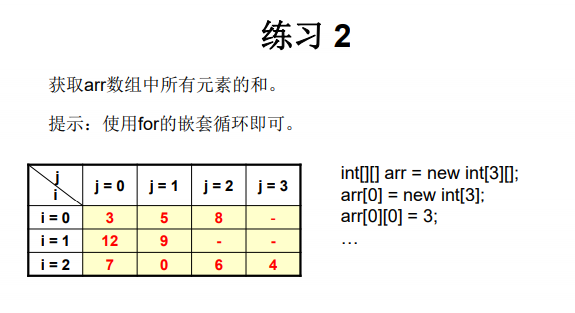 练习 2
获取arr数组中所有元素的和。
提示：使用for的嵌套循环即可。
j
i
j = 0 j = 1 j = 2 j = 3
i = 0 3 5 8 -
i = 1 12 9 - -
i = 2 7 0 6 4
int[][] arr = new int[3][];
arr[0] = new int[3];
arr[0][0] = 3;
…